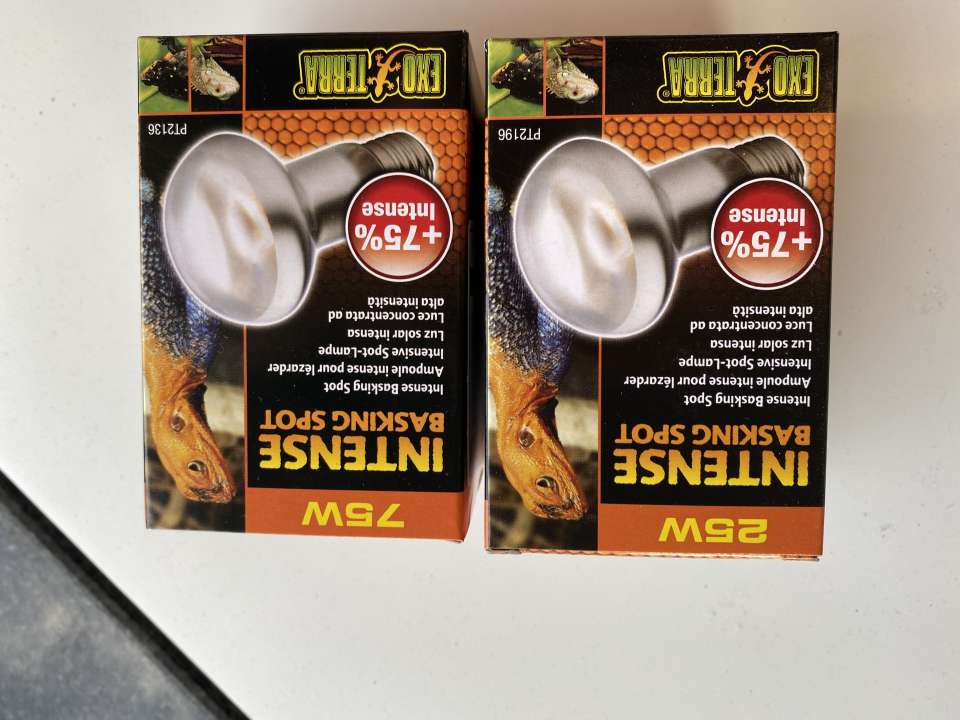 25W
INTENSE
BASKING SPOT
Intense Basking Spot
Ampoule intense pour lézarder
Intensive Spot-Lampe
Luz solar intensa
Luce concentrata ad
alta intensità
+75%
Intense
PT2196
EXO TERRA®
75W
INTENSE
BASKING SPOT
Intense Basking Spot
Ampoule intense pour lézarder
Intensive Spot-Lampe
Luz solar intensa
Luce concentrata ad
alta intensità
+75%
Intense
PT2136
EXO TERRA®